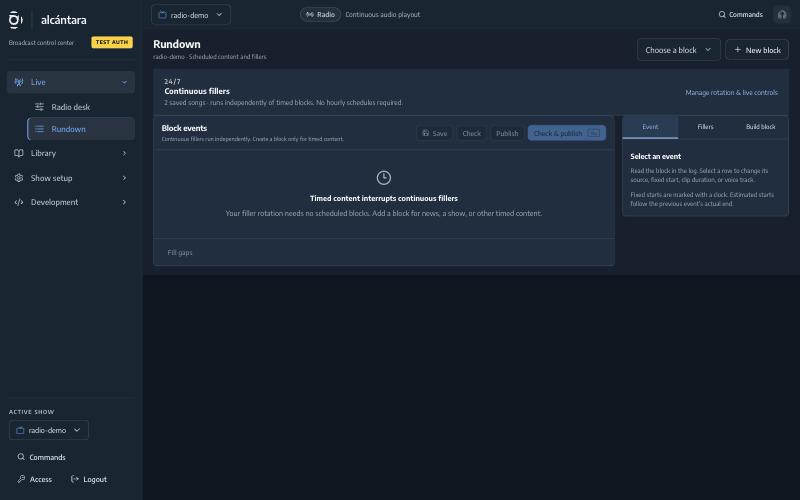 alcántara
Broadcast control center
TEST AUTH
Live
Radio desk
Rundown
Library
Show setup
Development
ACTIVE SHOW
radio-demo
Commands
Access
Logout
radio-demo
Radio
Continuous audio playout
Commands
Rundown
radio-demo · Scheduled content and fillers
Choose a block
New block
24/7
Continuous fillers
2 saved songs · runs independently of timed blocks. No hourly schedules required.
Manage rotation & live controls
Block events
Continuous fillers run independently. Create a block only for timed content.
Save
Check
Publish
Check & publish
Timed content interrupts continuous fillers
Your filler rotation needs no scheduled blocks. Add a block for news, a show, or other timed content.
Fill gaps
Event
Fillers
Build block
Select an event
Read the block in the log. Select a row to change its
source, fixed start, clip duration, or voice track.
Fixed starts are marked with a clock. Estimated starts
follow the previous event's actual end.